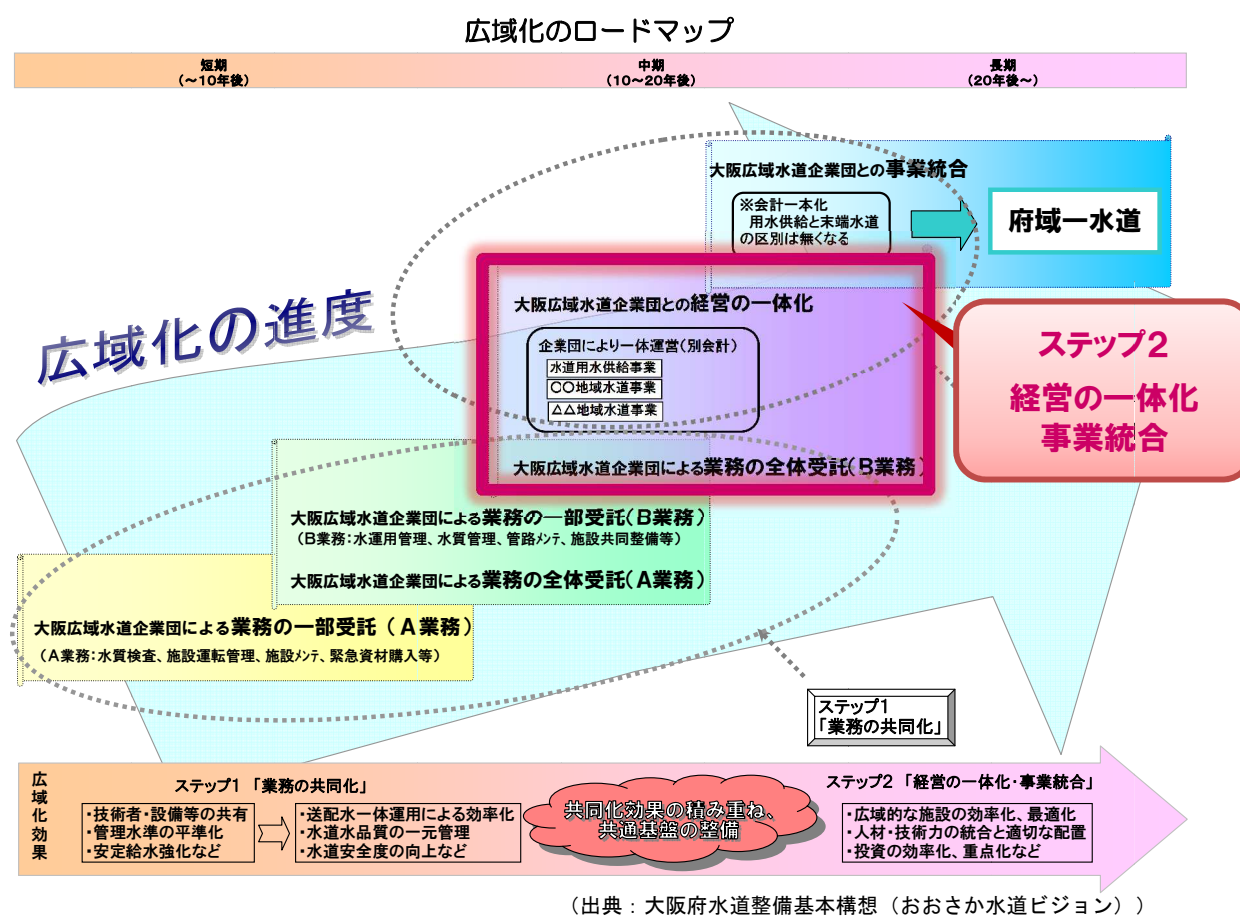 広域化のロードマップ
短期
（～10年後）
中期
（10～20年後）
長期
（20年後～）
大阪広域水道企業団との事業統合
※会計一本化
用水供給と末端水道
の区別は無くなる
府域一水道
広域化の進度
大阪広域水道企業団との経営の一体化
企業団により一体運営（別会計）
水道用水供給事業
〇〇地域水道事業
△△地域水道事業
大阪広域水道企業団による業務の全体受託（B業務）
ステップ2
経営の一体化
事業統合
大阪広域水道企業団による業務の一部受託（B業務）
（B業務：水運用管理、水質管理、管路ﾒﾝﾃ、施設共同整備等）
大阪広域水道企業団による業務の全体受託（A業務）
大阪広域水道企業団による業務の一部受託（A業務）
（A業務：水質検査、施設運転管理、施設ﾒﾝﾃ、緊急資材購入等）
ステップ1
「業務の共同化」
広域化効果
ステップ1 「業務の共同化」
・技術者・設備等の共有
・管理水準の平準化
・安定給水強化など
・送配水一体運用による効率化
・水道水品質の一元管理
・水道安全度の向上など
共同化効果の積み重ね、
共通基盤の整備
ステップ2 「経営の一体化・事業統合」
・広域的な施設の効率化、最適化
・人材・技術力の統合と適切な配置
・投資の効率化、重点化など
（出典：大阪府水道整備基本構想（おおさか水道ビジョン））